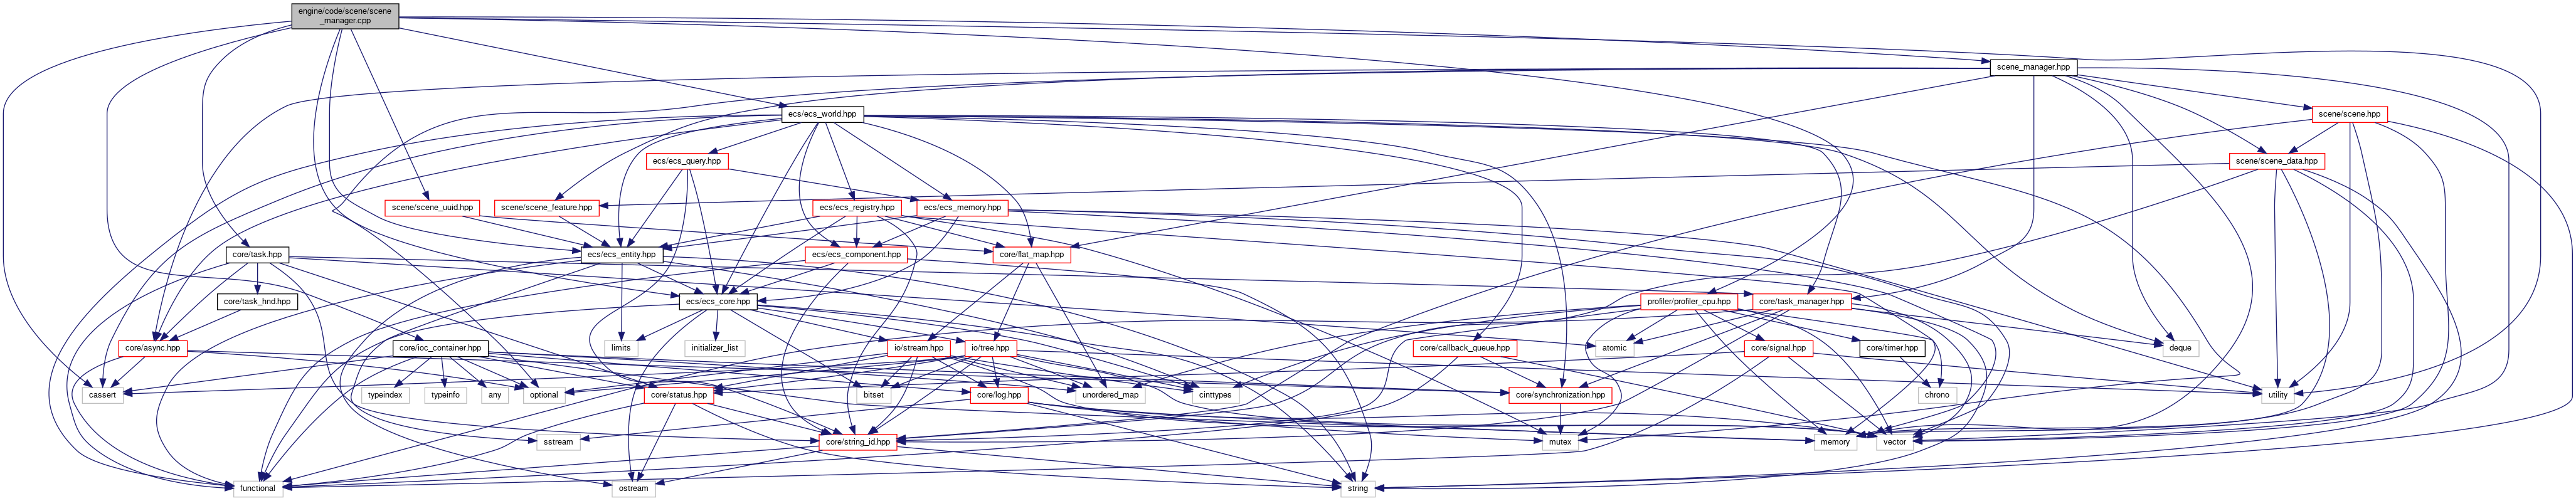 engine/code/scene/scene
_manager.cpp
scene_manager.hpp
ecs/ecs_world.hpp
scene/scene.hpp
ecs/ecs_query.hpp
scene/scene_data.hpp
scene/scene_uuid.hpp
scene/scene_feature.hpp
ecs/ecs_registry.hpp
ecs/ecs_memory.hpp
core/task.hpp
ecs/ecs_entity.hpp
ecs/ecs_component.hpp
core/flat_map.hpp
core/task_hnd.hpp
ecs/ecs_core.hpp
profiler/profiler_cpu.hpp
core/task_manager.hpp
core/async.hpp
core/ioc_container.hpp
limits
initializer_list
io/stream.hpp
io/tree.hpp
core/callback_queue.hpp
atomic
core/signal.hpp
core/timer.hpp
deque
cassert
typeindex
typeinfo
any
optional
core/status.hpp
bitset
core/log.hpp
unordered_map
cinttypes
core/synchronization.hpp
chrono
utility
sstream
core/string_id.hpp
mutex
memory
vector
functional
ostream
string